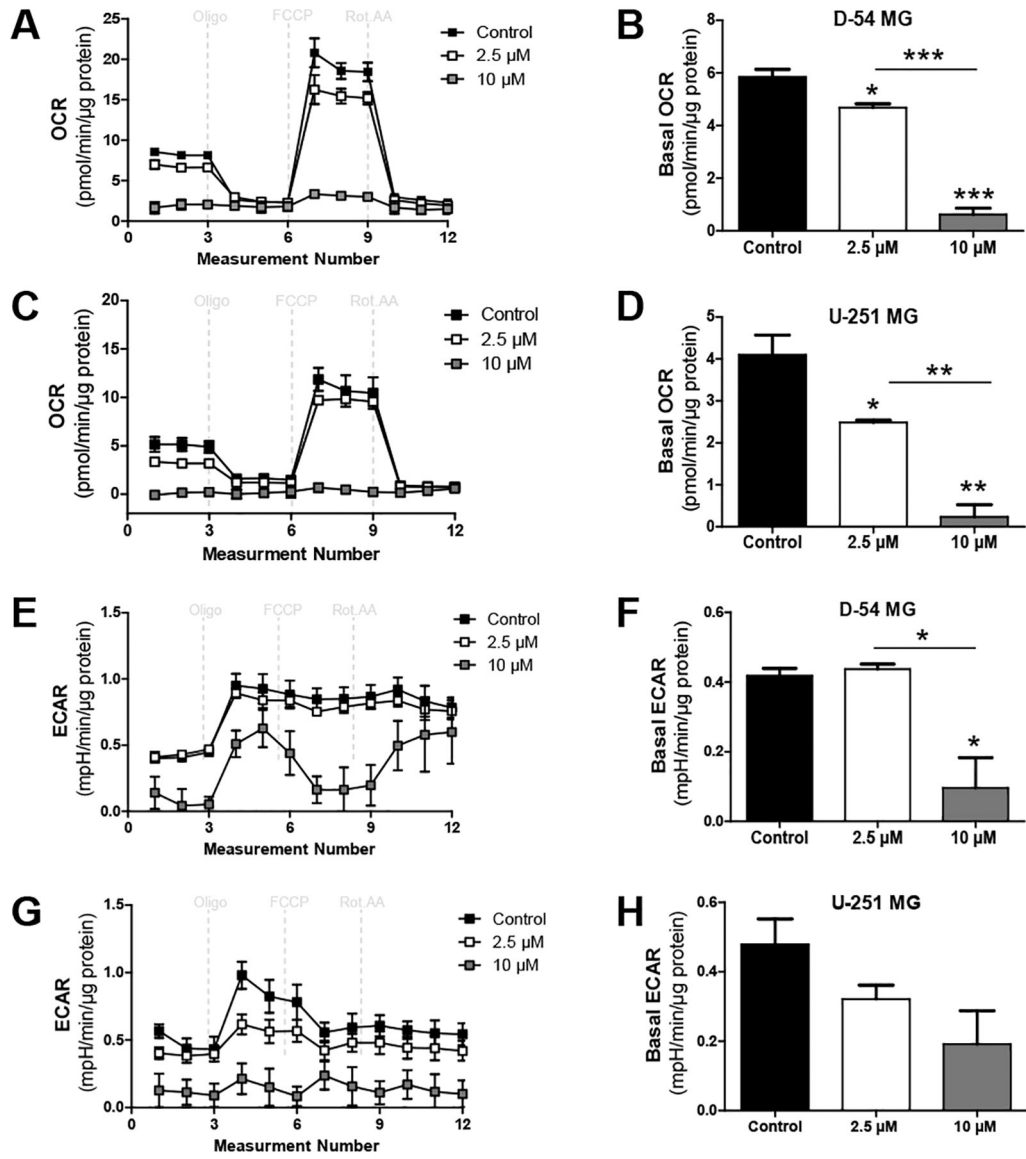 A
Oligo FCCP Rot.AA
Control
2.5 µM
10 µM
OCR
(pmol/min/µg protein)
25
20
15
10
5
0
0 3 6 9 12
Measurement Number
B
D-54 MG
***
*
***
Basal OCR
(pmol/min/µg protein)
8
6
4
2
0
Control 2.5 µM 10 µM
C
Oligo FCCP Rot.AA
Control
2.5 µM
10 µM
OCR
(pmol/min/µg protein)
20
15
10
5
0
0 3 6 9 12
Measurment Number
D
U-251 MG
**
*
**
Basal OCR
(pmol/min/µg protein)
5
4
3
2
1
0
Control 2.5 µM 10 µM
E
Oligo FCCP Rot.AA
Control
2.5 µM
10 µM
ECAR
(mpH/min/µg protein)
1.5
1.0
0.5
0.0
0 3 6 9 12
Measurement Number
F
D-54 MG
*
*
Basal ECAR
(mpH/min/µg protein)
0.6
0.4
0.2
0.0
Control 2.5 µM 10 µM
G
Oligo FCCP Rot.AA
Control
2.5 µM
10 µM
ECAR
(mpH/min/µg protein)
1.5
1.0
0.5
0.0
0 3 6 9 12
Measurment Number
H
U-251 MG
Basal ECAR
(mpH/min/µg protein)
0.6
0.4
0.2
0.0
Control 2.5 µM 10 µM